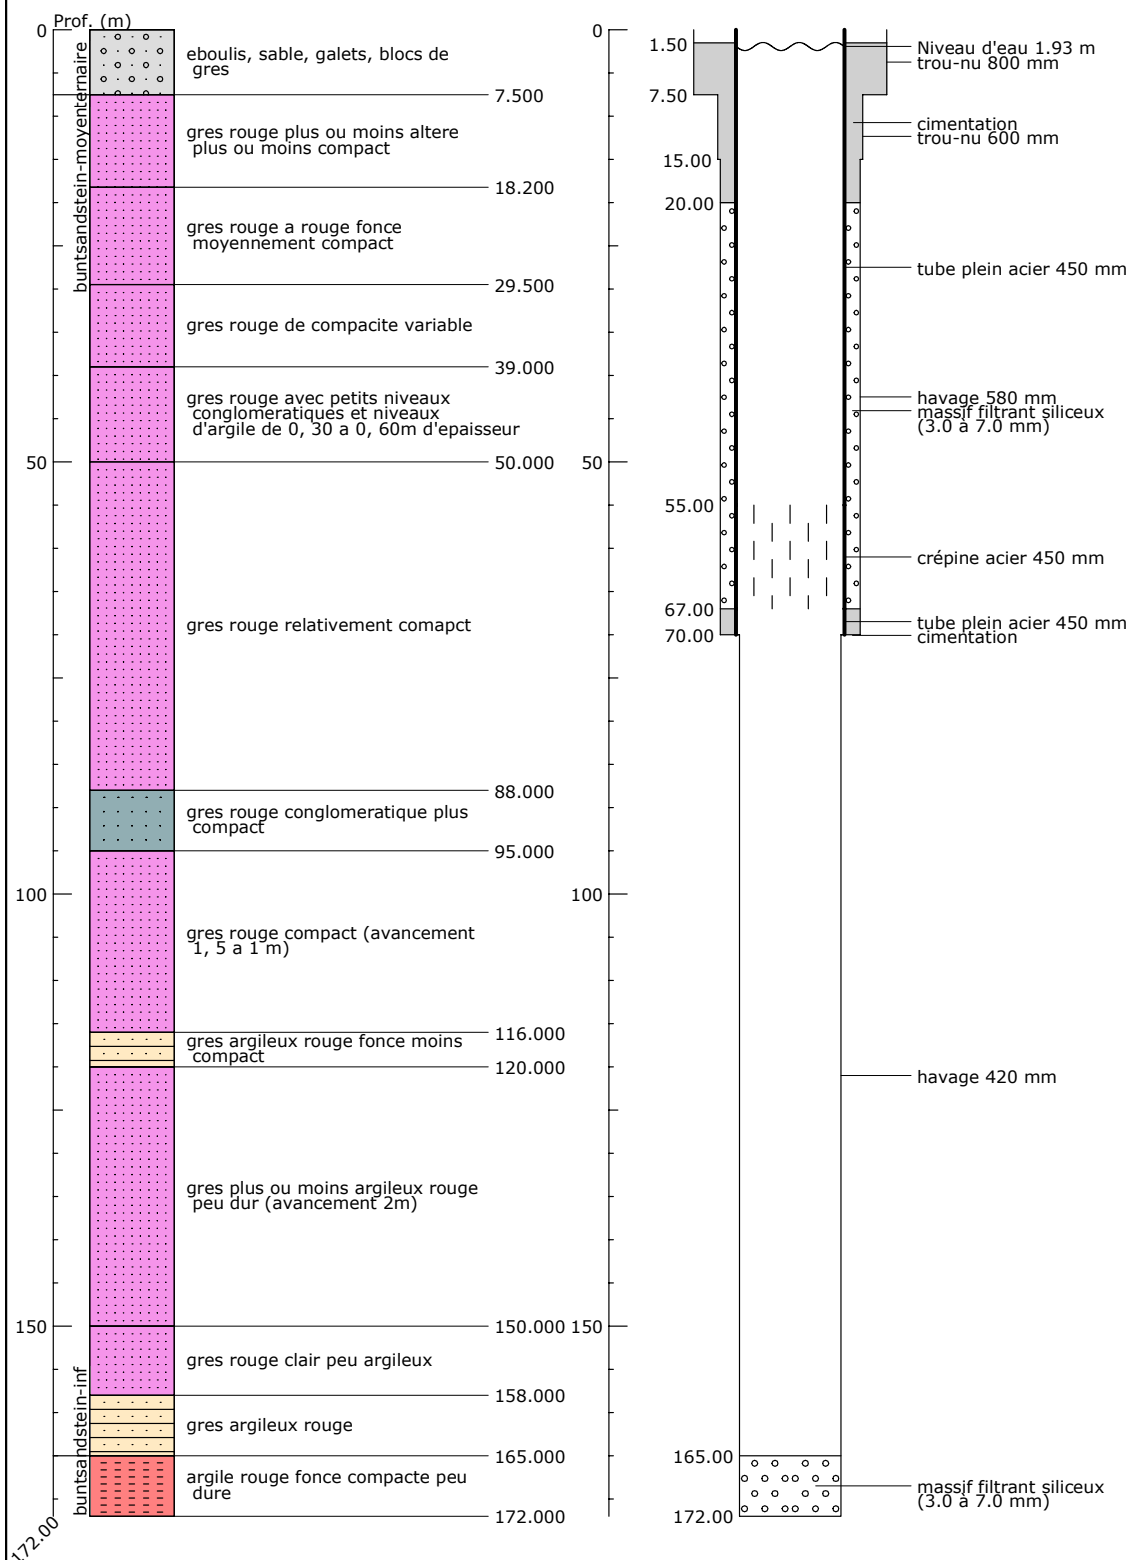 Prof. (m)
0
50
100
150
172.00
buntsandstein-moyenternaire
buntsandstein-inf
eboulis, sable, galets, blocs de
gres
7.500
gres rouge plus ou moins altere
plus ou moins compact
18.200
gres rouge a rouge fonce
moyennement compact
29.500
gres rouge de compacite variable
39.000
gres rouge avec petits niveaux
conglomeratiques et niveaux
d'argile de 0, 30 a 0, 60m d'epaisseur
50.000
gres rouge relativement comapct
88.000
gres rouge conglomeratique plus
compact
95.000
gres rouge compact (avancement
1, 5 a 1 m)
116.000
gres argileux rouge fonce moins
compact
120.000
gres plus ou moins argileux rouge
peu dur (avancement 2m)
150.000
gres rouge clair peu argileux
158.000
gres argileux rouge
165.000
argile rouge fonce compacte peu
dure
172.000
0
50
100
150
1.50
7.50
15.00
20.00
55.00
67.00
70.00
165.00
172.00
Niveau d'eau 1.93 m
trou-nu 800 mm
cimentation
trou-nu 600 mm
tube plein acier 450 mm
havage 580 mm
massif filtrant siliceux
(3.0 à 7.0 mm)
crépine acier 450 mm
tube plein acier 450 mm
cimentation
havage 420 mm
massif filtrant siliceux
(3.0 à 7.0 mm)